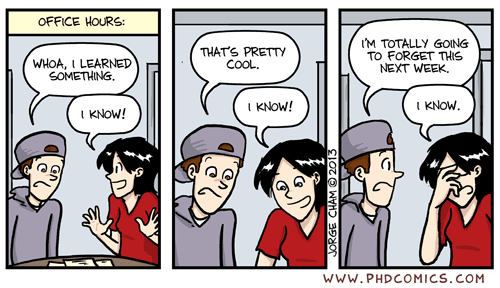 OFFICE HOURS:
WHOA, I LEARNED
SOMETHING.
I KNOW!
THAT'S PRETTY
COOL.
I KNOW!
I'M TOTALLY GOING
TO FORGET THIS
NEXT WEEK.
I KNOW.
JORGE CHAM © 2013
WWW.PHDCOMICS.COM